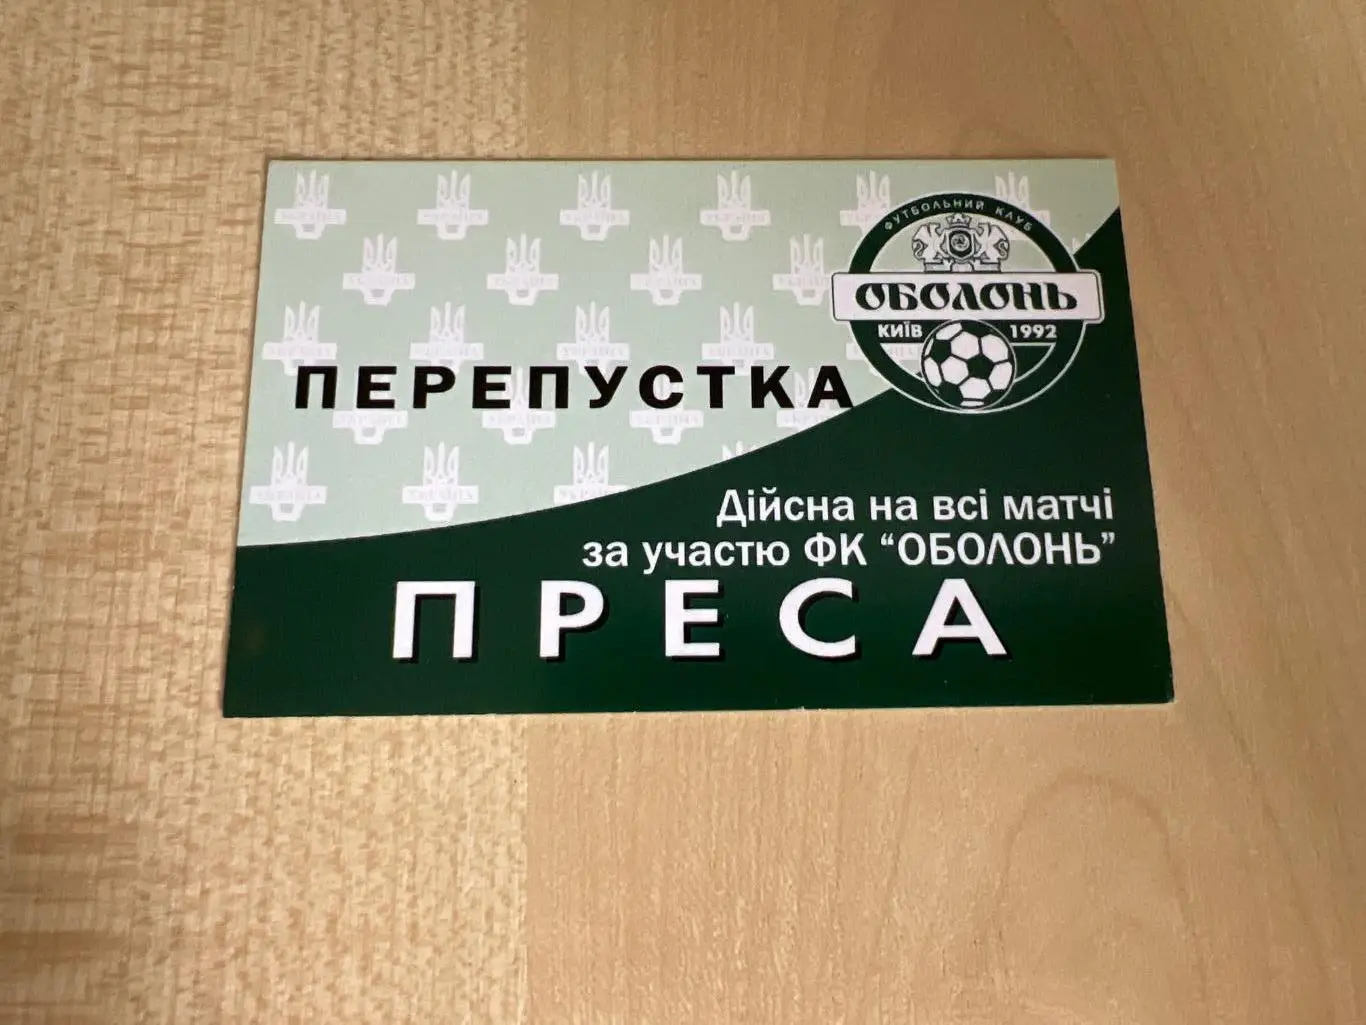 ФУТБОЛЬНИЙ КЛУБ
ОБОЛОНЬ
КИЇВ 1992
ПЕРЕПУСТКА
Дійсна на всі матчі
за участю ФК “ОБОЛОНЬ”
ПРЕСА